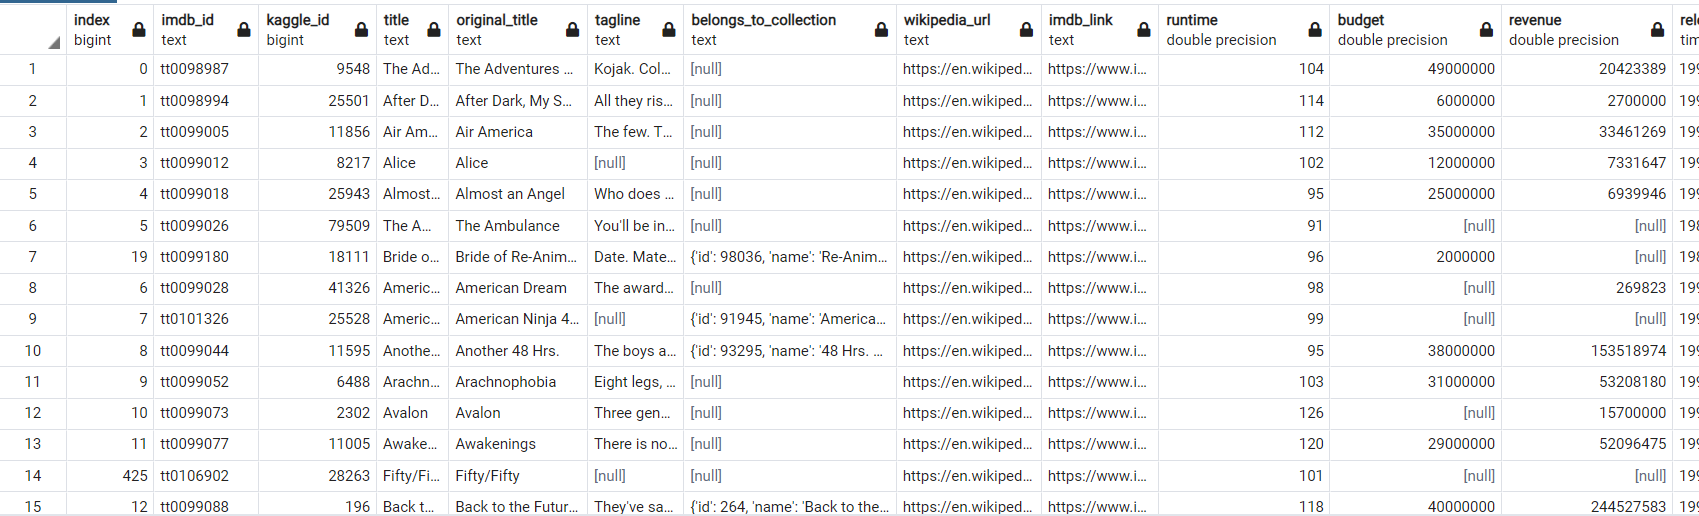 index imdb_id kaggle_id title original_title tagline belongs_to_collection wikipedia_url imdb_link runtime budget revenue rele
bigint text bigint text text text text text text double precision double precision double precision tim
1 0 tt0098987 9548 The Ad... The Adventures ... Kojak. Col... [null] https://en.wikiped... https://www.i... 104 49000000 20423389 199
2 1 tt0098994 25501 After D... After Dark, My S... All they ris... [null] https://en.wikiped... https://www.i... 114 6000000 2700000 199
3 2 tt0099005 11856 Air Am... Air America The few. T... [null] https://en.wikiped... https://www.i... 112 35000000 33461269 199
4 3 tt0099012 8217 Alice Alice [null] [null] https://en.wikiped... https://www.i... 102 12000000 7331647 199
5 4 tt0099018 25943 Almost... Almost an Angel Who does ... [null] https://en.wikiped... https://www.i... 95 25000000 6939946 199
6 5 tt0099026 79509 The A... The Ambulance You'll be in... [null] https://en.wikiped... https://www.i... 91 [null] [null] 198
7 19 tt0099180 18111 Bride o... Bride of Re-Anim... Date. Mate... {'id': 98036, 'name': 'Re-Anim... https://en.wikiped... https://www.i... 96 2000000 [null] 198
8 6 tt0099028 41326 Americ... American Dream The award... [null] https://en.wikiped... https://www.i... 98 [null] 269823 199
9 7 tt0101326 25528 Americ... American Ninja 4... [null] {'id': 91945, 'name': 'America... https://en.wikiped... https://www.i... 99 [null] [null] 199
10 8 tt0099044 11595 Anothe... Another 48 Hrs. The boys a... {'id': 93295, 'name': '48 Hrs. ... https://en.wikiped... https://www.i... 95 38000000 153518974 199
11 9 tt0099052 6488 Arachn... Arachnophobia Eight legs, ... [null] https://en.wikiped... https://www.i... 103 31000000 53208180 199
12 10 tt0099073 2302 Avalon Avalon Three gen... [null] https://en.wikiped... https://www.i... 126 [null] 15700000 199
13 11 tt0099077 11005 Awake... Awakenings There is no... [null] https://en.wikiped... https://www.i... 120 29000000 52096475 199
14 425 tt0106902 28263 Fifty/Fi... Fifty/Fifty [null] [null] https://en.wikiped... https://www.i... 101 [null] [null] 199
15 12 tt0099088 196 Back t... Back to the Futur... They've sa... {'id': 264, 'name': 'Back to the... https://en.wikiped... https://www.i... 118 40000000 244527583 199